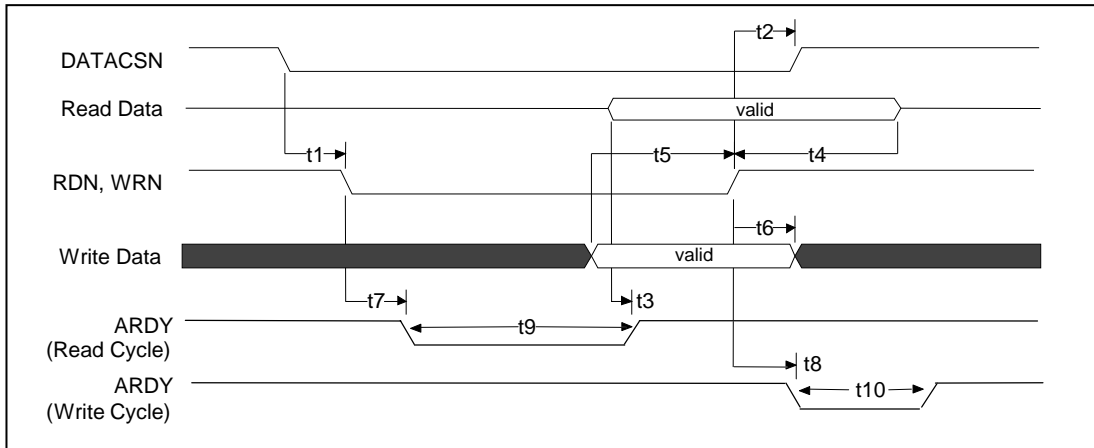 t2
DATACSN
Read Data
valid
t1
t5
t4
RDN, WRN
t6
Write Data
valid
t7
t3
ARDY
t9
(Read Cycle)
t8
ARDY
t10
(Write Cycle)